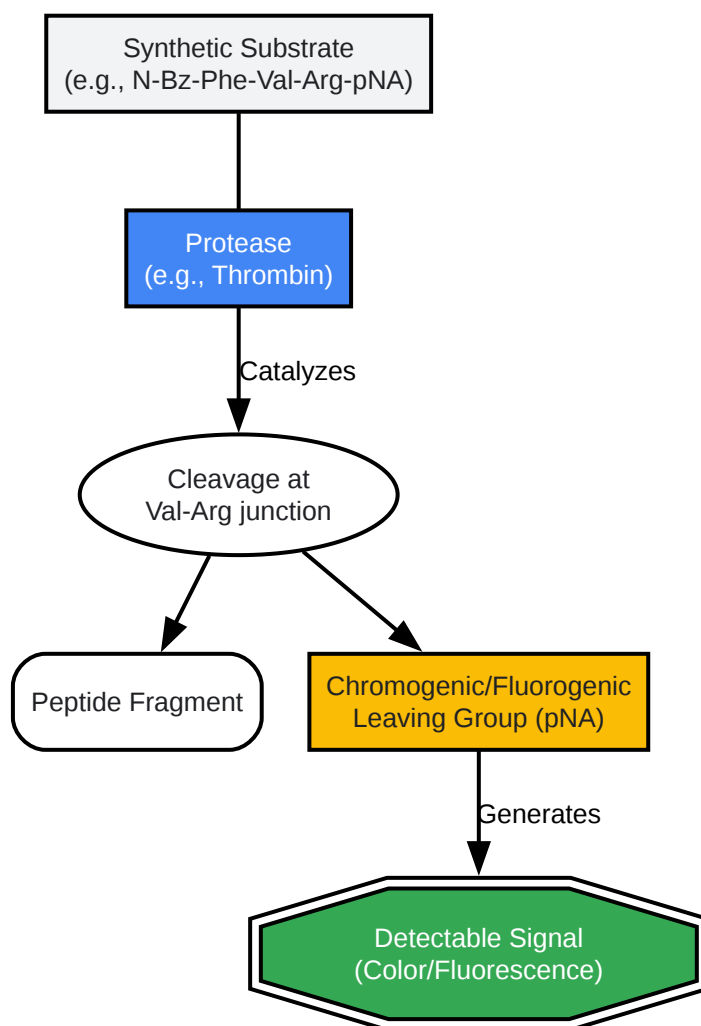 Synthetic Substrate
(e.g., N-Bz-Phe-Val-Arg-pNA)
Protease
(e.g., Thrombin)
Catalyzes
Cleavage at
Val-Arg junction
Peptide Fragment
Chromogenic/Fluorogenic
Leaving Group (pNA)
Generates
Detectable Signal
(Color/Fluorescence)